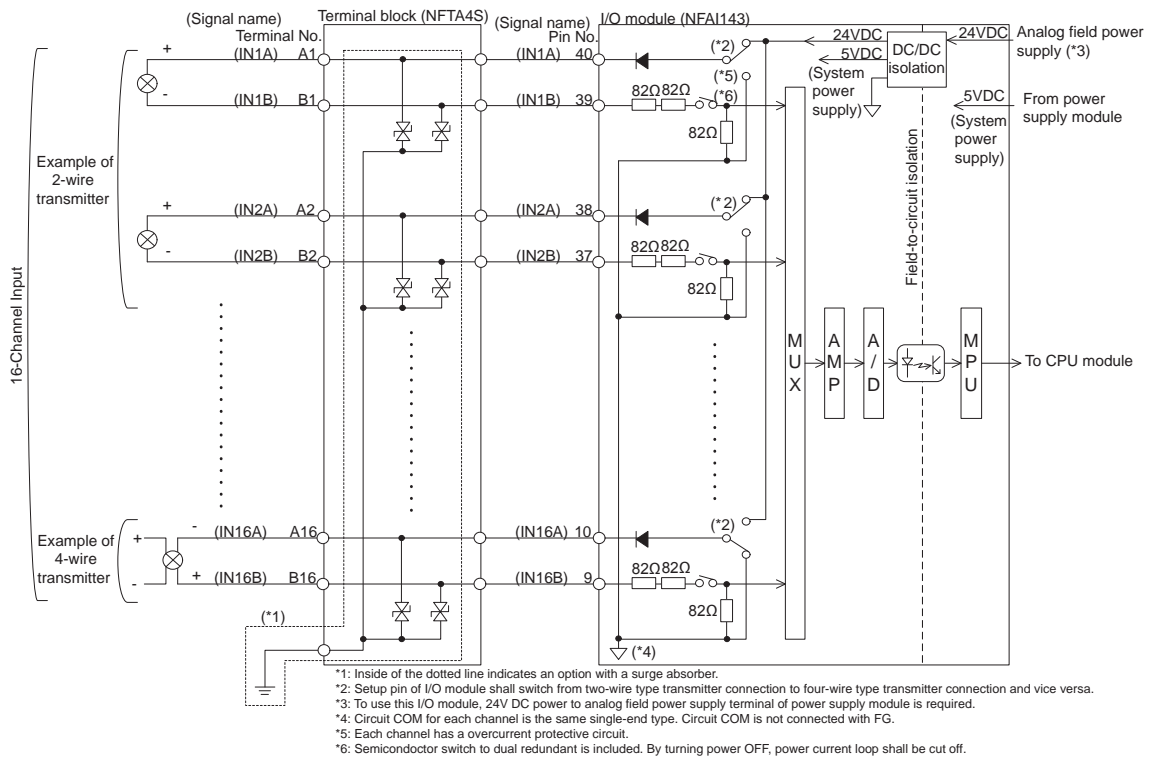 (Signal name)
Terminal No.
Terminal block (NFTA4S)
(Signal name)
Pin No.
I/O module (NFAI143)
+
(IN1A) A1
(IN1A) 40
(*2)
24VDC
5VDC
(System
power
supply)
DC/DC
isolation
24VDC
Analog field power
supply (*3)
-
(IN1B) B1
(IN1B) 39
82Ω 82Ω
(*5)
(*6)
82Ω
5VDC
(System
power
supply)
From power
supply module
Example of
2-wire
transmitter
Field-to-circuit isolation
+
(IN2A) A2
(IN2A) 38
(*2)
-
(IN2B) B2
(IN2B) 37
82Ω 82Ω
82Ω
16-Channel Input
MUX
AMP
A/D
MPU
To CPU module
Example of
4-wire
transmitter
+
-
-
(IN16A) A16
(IN16A) 10
(*2)
+
(IN16B) B16
(IN16B) 9
82Ω 82Ω
82Ω
(*1)
(*4)
*1: Inside of the dotted line indicates an option with a surge absorber.
*2: Setup pin of I/O module shall switch from two-wire type transmitter connection to four-wire type transmitter connection and vice versa.
*3: To use this I/O module, 24V DC power to analog field power supply terminal of power supply module is required.
*4: Circuit COM for each channel is the same single-end type. Circuit COM is not connected with FG.
*5: Each channel has a overcurrent protective circuit.
*6: Semicondoctor switch to dual redundant is included. By turning power OFF, power current loop shall be cut off.